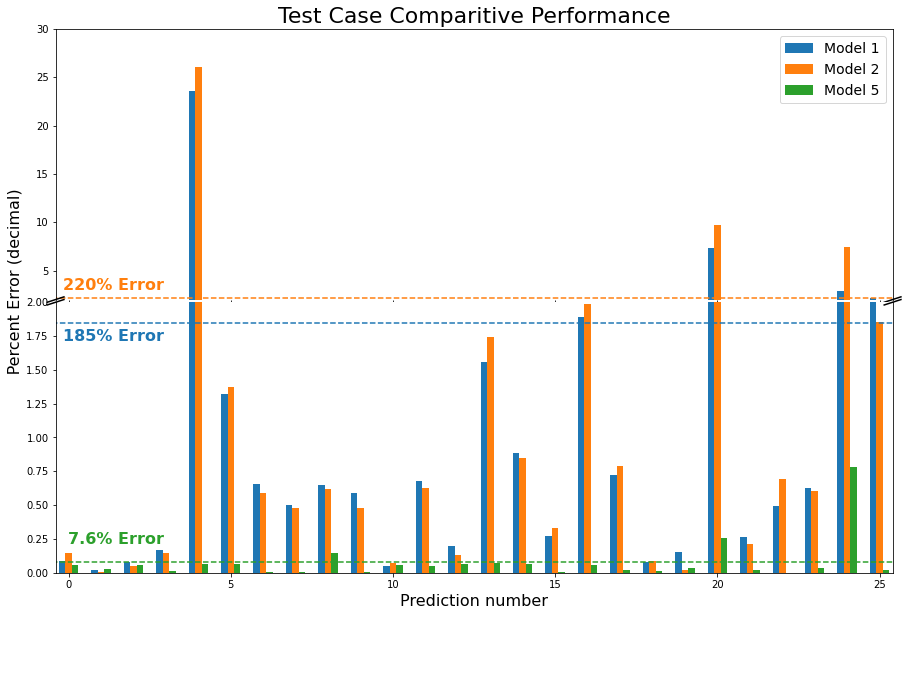 Test Case Comparitive Performance
30
25
20
15
10
5
Model 1
Model 2
Model 5
220% Error
2.00
185% Error
1.75
1.50
1.25
1.00
0.75
0.50
0.25
0.00
7.6% Error
Percent Error (decimal)
0
5
10
15
20
25
Prediction number